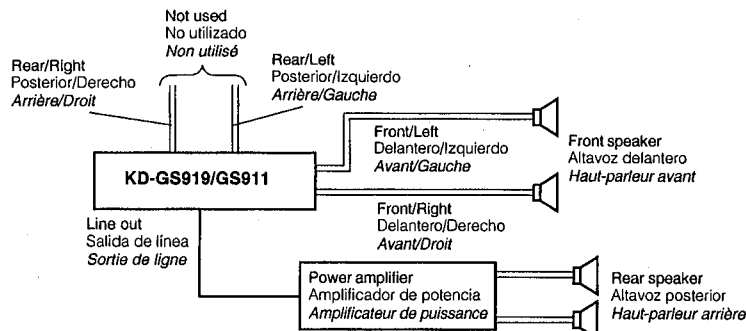 Not used
No utilizado
Non utilisé
Rear/Right
Posterior/Derecho
Arrière/Droit
Rear/Left
Posterior/Izquierdo
Arrière/Gauche
KD-GS919/GS911
Front/Left
Delantero/Izquierdo
Avant/Gauche
Front speaker
Altavoz delantero
Haut-parleur avant
Front/Right
Delantero/Derecho
Avant/Droit
Line out
Salida de línea
Sortie de ligne
Power amplifier
Amplificador de potencia
Amplificateur de puissance
Rear speaker
Altavoz posterior
Haut-parleur arrière